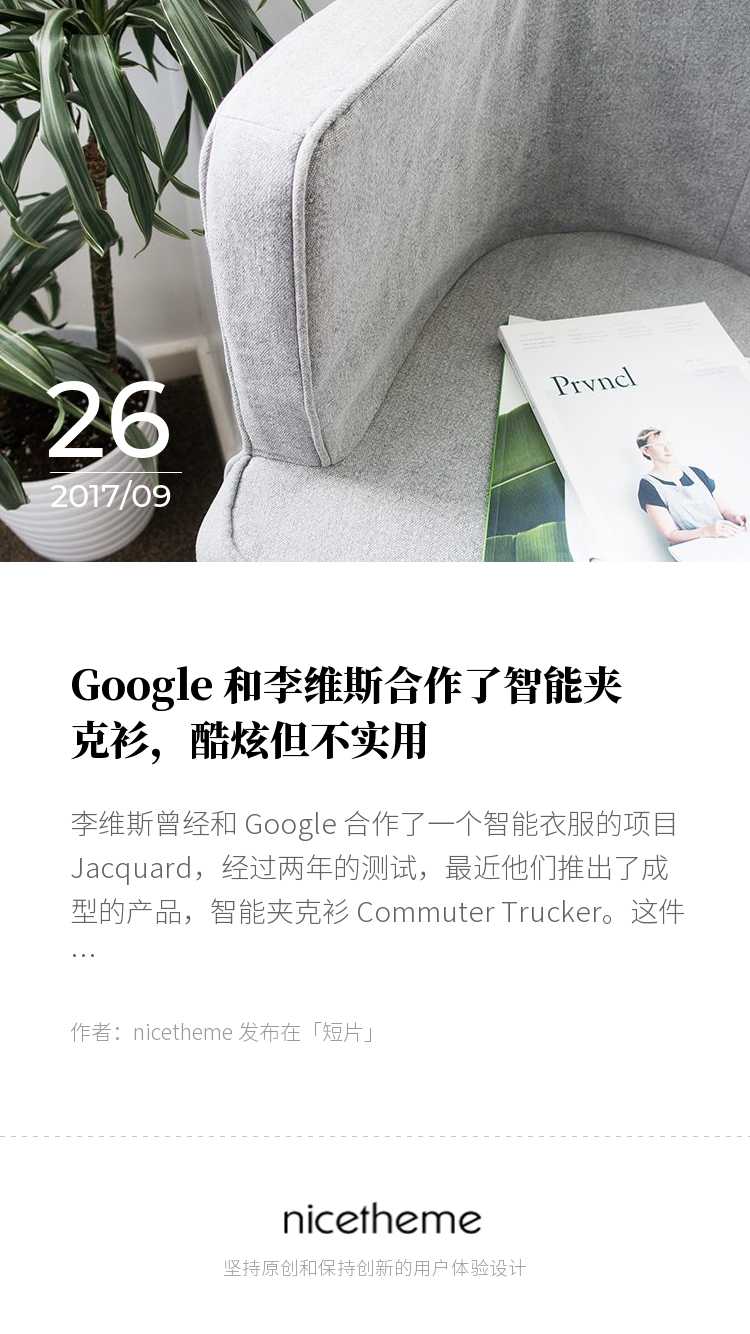 Prvncl
26
2017/09
Google 和李维斯合作了智能夹
克衫，酷炫但不实用
李维斯曾经和 Google 合作了一个智能衣服的项目
Jacquard，经过两年的测试，最近他们推出了成
型的产品，智能夹克衫 Commuter Trucker。这件
…
作者：nicetheme 发布在「短片」
nicetheme
坚持原创和保持创新的用户体验设计